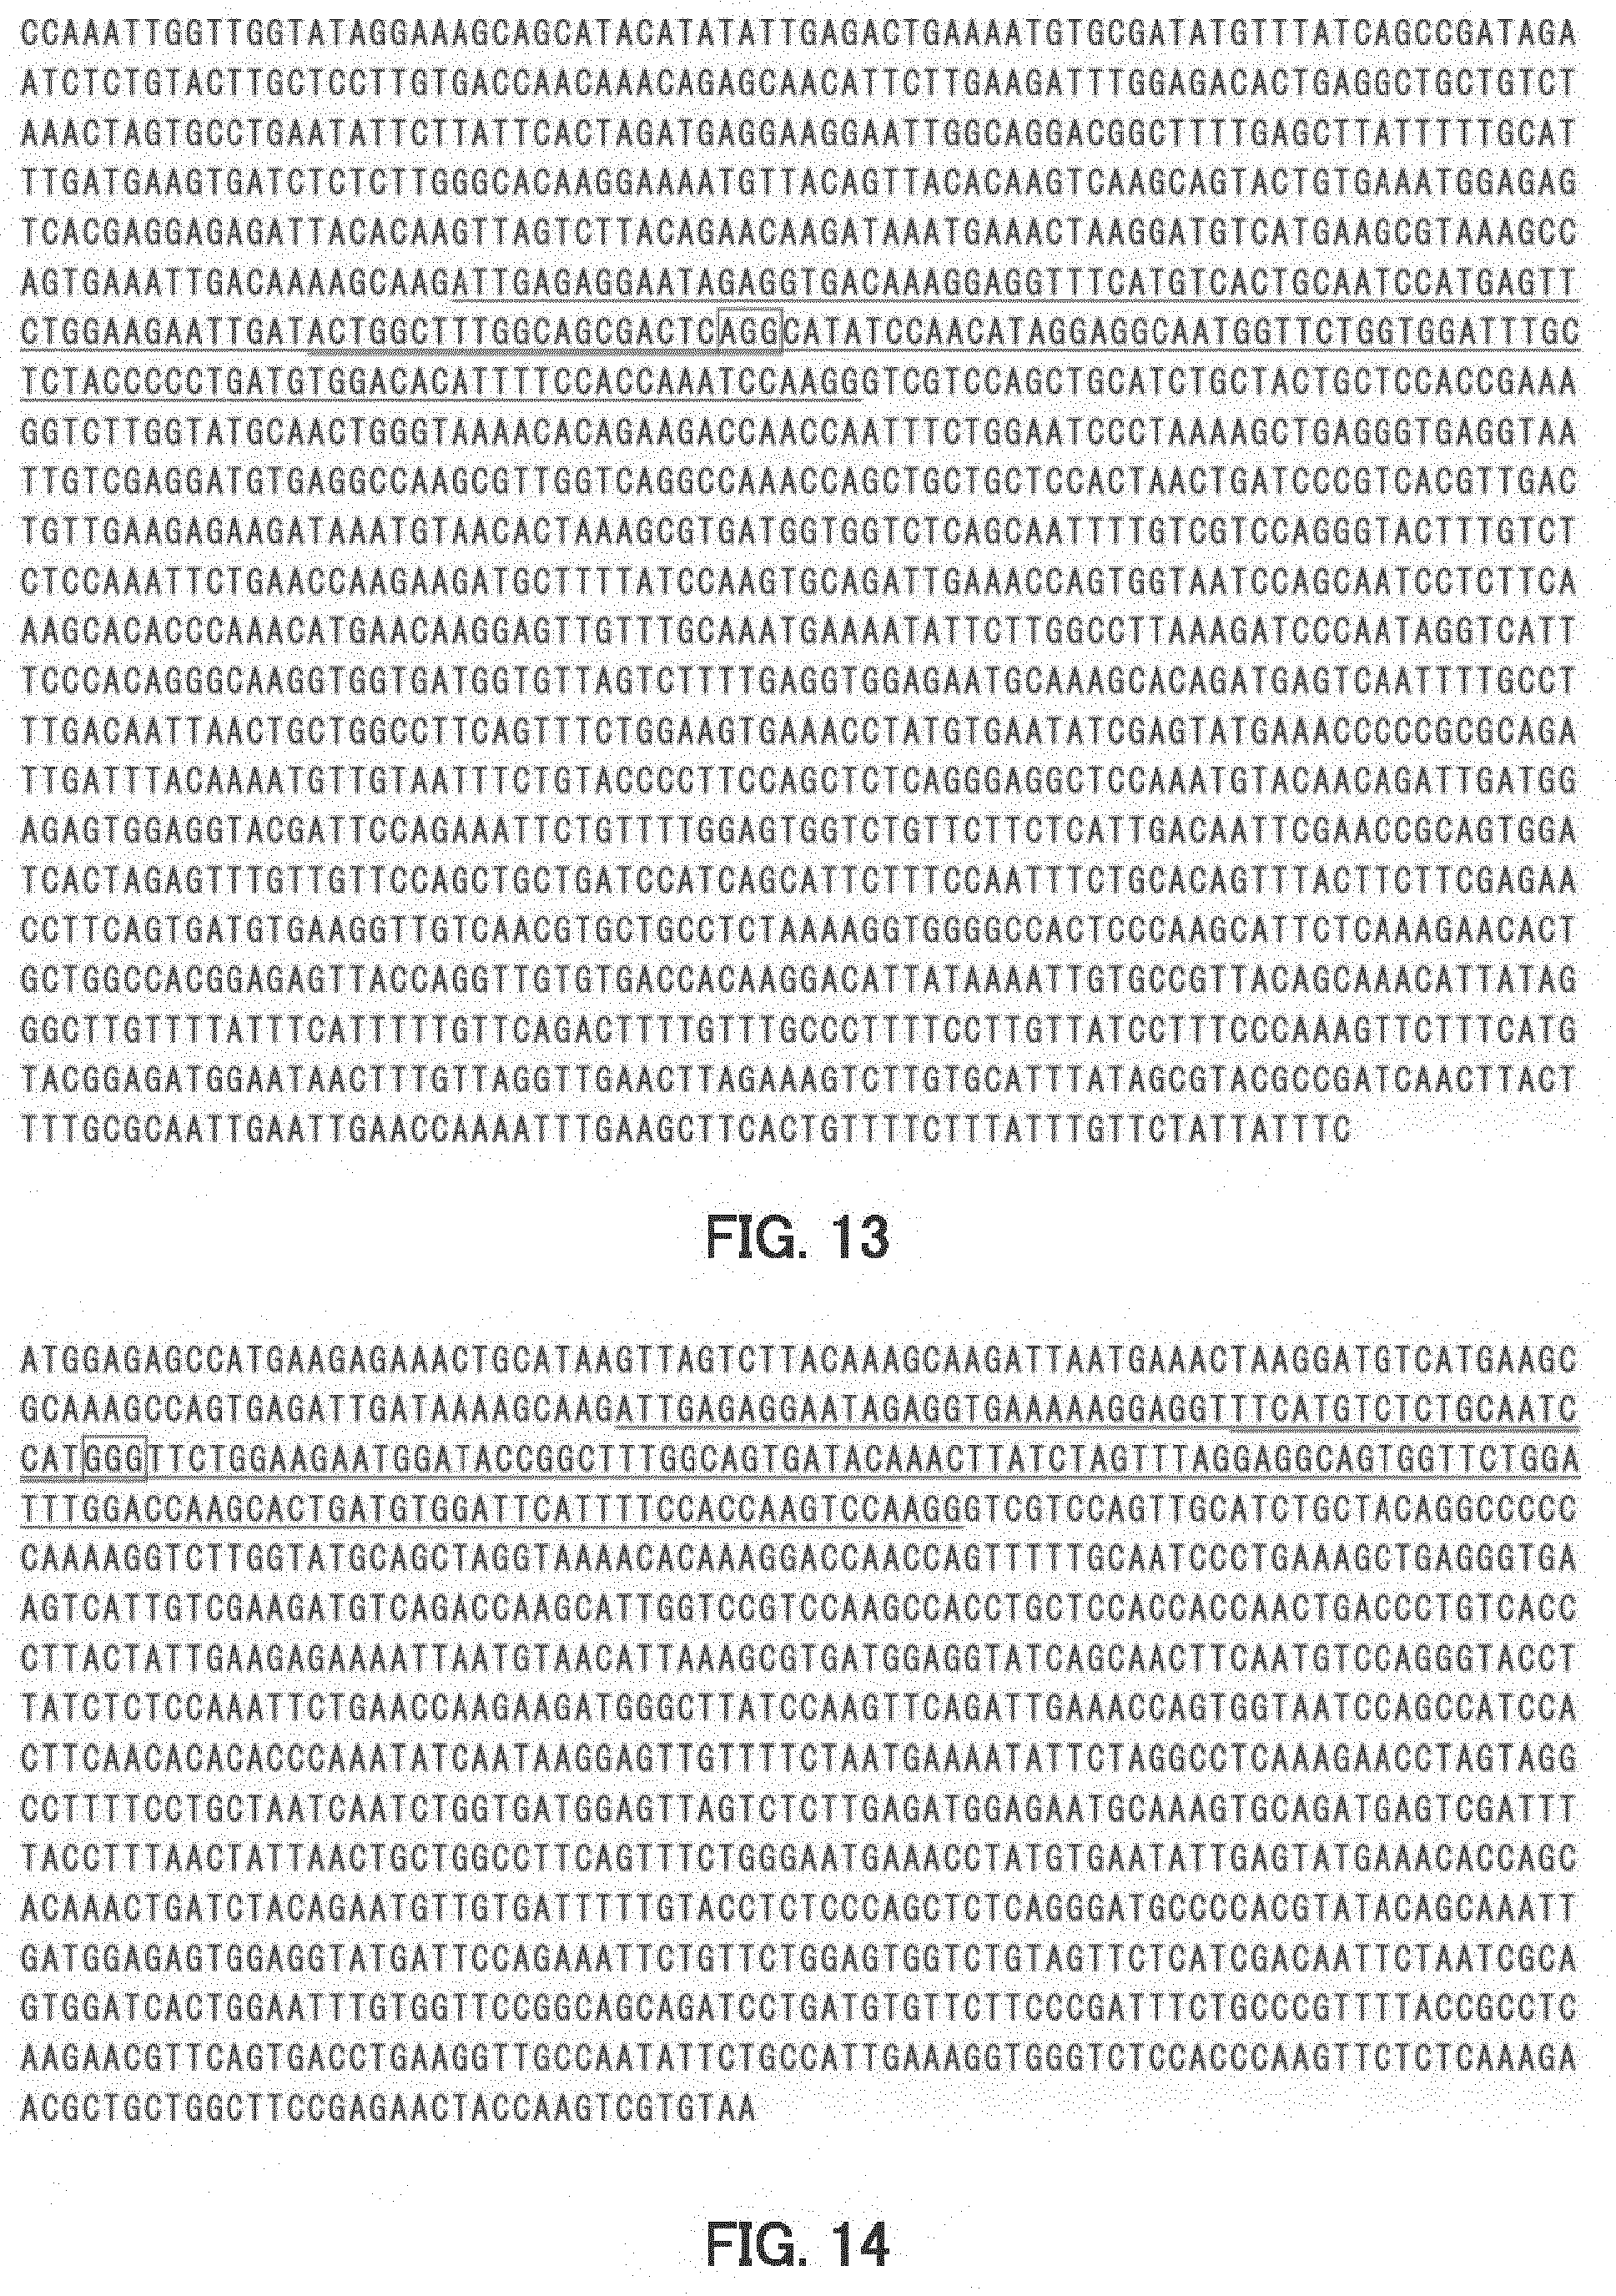 CCAAATTGGTTGGTATAGGAAAGCAGCATACATATATTGAGACTGAAAATGTGCGATATGTTTATCAGCCGATAGA
ATCTCTGTACTTGCTCCTTGTGACCAACAAACAGAGCAACATTCTTGAAGATTTGGAGACACTGAGGCTGCTGTCT
AAACTAGTGCCTGAATATTCTTATTCACTAGATGAGGAAGGAATTGGCAGGACGGCTTTTGAGCTTATTTTTGCAT
TTGATGAAGTGATCTCTCTTGGGCACAAGGAAAATGTTACAGTTACACAAGTCAAGCAGTACTGTGAAATGGAGAG
TCACGAGGAGAGATTACACAAGTTAGTCTTACAGAACAAGATAAATGAAACTAAGGATGTCATGAAGCGTAAAGCC
AGTGAAATTGACAAAAGCAAGATTGAGAGGAATAGAGGTGACAAAGGAGGTTTCATGTCACTGCAATCCATGAGTT
CTGGAAGAATTGATACTGGCTTTGGCAGCGACTCAGGCATATCCAACATAGGAGGCAATGGTTCTGGTGGATTTGC
TCTACCCCCTGATGTGGACACATTTTCCACCAAATCCAAGGGTCGTCCAGCTGCATCTGCTACTGCTCCACCGAAA
GGTCTTGGTATGCAACTGGGTAAAACACAGAAGACCAACCAATTTCTGGAATCCCTAAAAGCTGAGGGTGAGGTAA
TTGTCGAGGATGTGAGGCCAAGCGTTGGTCAGGCCAAACCAGCTGCTGCTCCACTAACTGATCCCGTCACGTTGAC
TGTTGAAGAGAAGATAAATGTAACACTAAAGCGTGATGGTGGTCTCAGCAATTTTGTCGTCCAGGGTACTTTGTCT
CTCCAAATTCTGAACCAAGAAGATGCTTTTATCCAAGTGCAGATTGAAACCAGTGGTAATCCAGCAATCCTCTTCA
AAGCACACCCAAACATGAACAAGGAGTTGTTTGCAAATGAAAATATTCTTGGCCTTAAAGATCCCAATAGGTCATT
TCCCACAGGGCAAGGTGGTGATGGTGTTAGTCTTTTGAGGTGGAGAATGCAAAGCACAGATGAGTCAATTTTGCCT
TTGACAATTAACTGCTGGCCTTCAGTTTCTGGAAGTGAAACCTATGTGAATATCGAGTATGAAACCCCCGCGCAGA
TTGATTTACAAAATGTTGTAATTTCTGTACCCCTTCCAGCTCTCAGGGAGGCTCCAAATGTACAACAGATTGATGG
AGAGTGGAGGTACGATTCCAGAAATTCTGTTTTGGAGTGGTCTGTTCTTCTCATTGACAATTCGAACCGCAGTGGA
TCACTAGAGTTTGTTGTTCCAGCTGCTGATCCATCAGCATTCTTTCCAATTTCTGCACAGTTTACTTCTTCGAGAA
CCTTCAGTGATGTGAAGGTTGTCAACGTGCTGCCTCTAAAAGGTGGGGCCACTCCCAAGCATTCTCAAAGAACACT
GCTGGCCACGGAGAGTTACCAGGTTGTGTGACCACAAGGACATTATAAAATTGTGCCGTTACAGCAAACATTATAG
GGCTTGTTTTATTTCATTTTTGTTCAGACTTTTGTTTGCCCTTTTCCTTGTTATCCTTTCCCAAAGTTCTTTCATG
TACGGAGATGGAATAACTTTGTTAGGTTGAACTTAGAAAGTCTTGTGCATTTATAGCGTACGCCGATCAACTTACT
TTTGCGCAATTGAATTGAACCAAAATTTGAAGCTTCACTGTTTTCTTTATTTGTTCTATTATTTC
FIG. 13
ATGGAGAGCCATGAAGAGAAACTGCATAAGTTAGTCTTACAAAGCAAGATTAATGAAACTAAGGATGTCATGAAGC
GCAAAGCCAGTGAGATTGATAAAAGCAAGATTGAGAGGAATAGAGGTGAAAAAGGAGGTTTCATGTCTCTGCAATC
CATGGGTTCTGGAAGAATGGATACCGGCTTTGGCAGTGATACAAACTTATCTAGTTTAGGAGGCAGTGGTTCTGGA
TTTGGACCAAGCACTGATGTGGATTCATTTTCCACCAAGTCCAAGGGTCGTCCAGTTGCATCTGCTACAGGCCCCC
CAAAAGGTCTTGGTATGCAGCTAGGTAAAACACAAAGGACCAACCAGTTTTTGCAATCCCTGAAAGCTGAGGGTGA
AGTCATTGTCGAAGATGTCAGACCAAGCATTGGTCCGTCCAAGCCACCTGCTCCACCACCAACTGACCCTGTCACC
CTTACTATTGAAGAGAAAATTAATGTAACATTAAAGCGTGATGGAGGTATCAGCAACTTCAATGTCCAGGGTACCT
TATCTCTCCAAATTCTGAACCAAGAAGATGGGCTTATCCAAGTTCAGATTGAAACCAGTGGTAATCCAGCCATCCA
CTTCAACACACACCCAAATATCAATAAGGAGTTGTTTTCTAATGAAAATATTCTAGGCCTCAAAGAACCTAGTAGG
CCTTTTCCTGCTAATCAATCTGGTGATGGAGTTAGTCTCTTGAGATGGAGAATGCAAAGTGCAGATGAGTCGATTT
TACCTTTAACTATTAACTGCTGGCCTTCAGTTTCTGGGAATGAAACCTATGTGAATATTGAGTATGAAACACCAGC
ACAAACTGATCTACAGAATGTTGTGATTTTTGTACCTCTCCCAGCTCTCAGGGATGCCCCACGTATACAGCAAATT
GATGGAGAGTGGAGGTATGATTCCAGAAATTCTGTTCTGGAGTGGTCTGTAGTTCTCATCGACAATTCTAATCGCA
GTGGATCACTGGAATTTGTGGTTCCGGCAGCAGATCCTGATGTGTTCTTCCCGATTTCTGCCCGTTTTACCGCCTC
AAGAACGTTCAGTGACCTGAAGGTTGCCAATATTCTGCCATTGAAAGGTGGGTCTCCACCCAAGTTCTCTCAAAGA
ACGCTGCTGGCTTCCGAGAACTACCAAGTCGTGTAA
FIG. 14